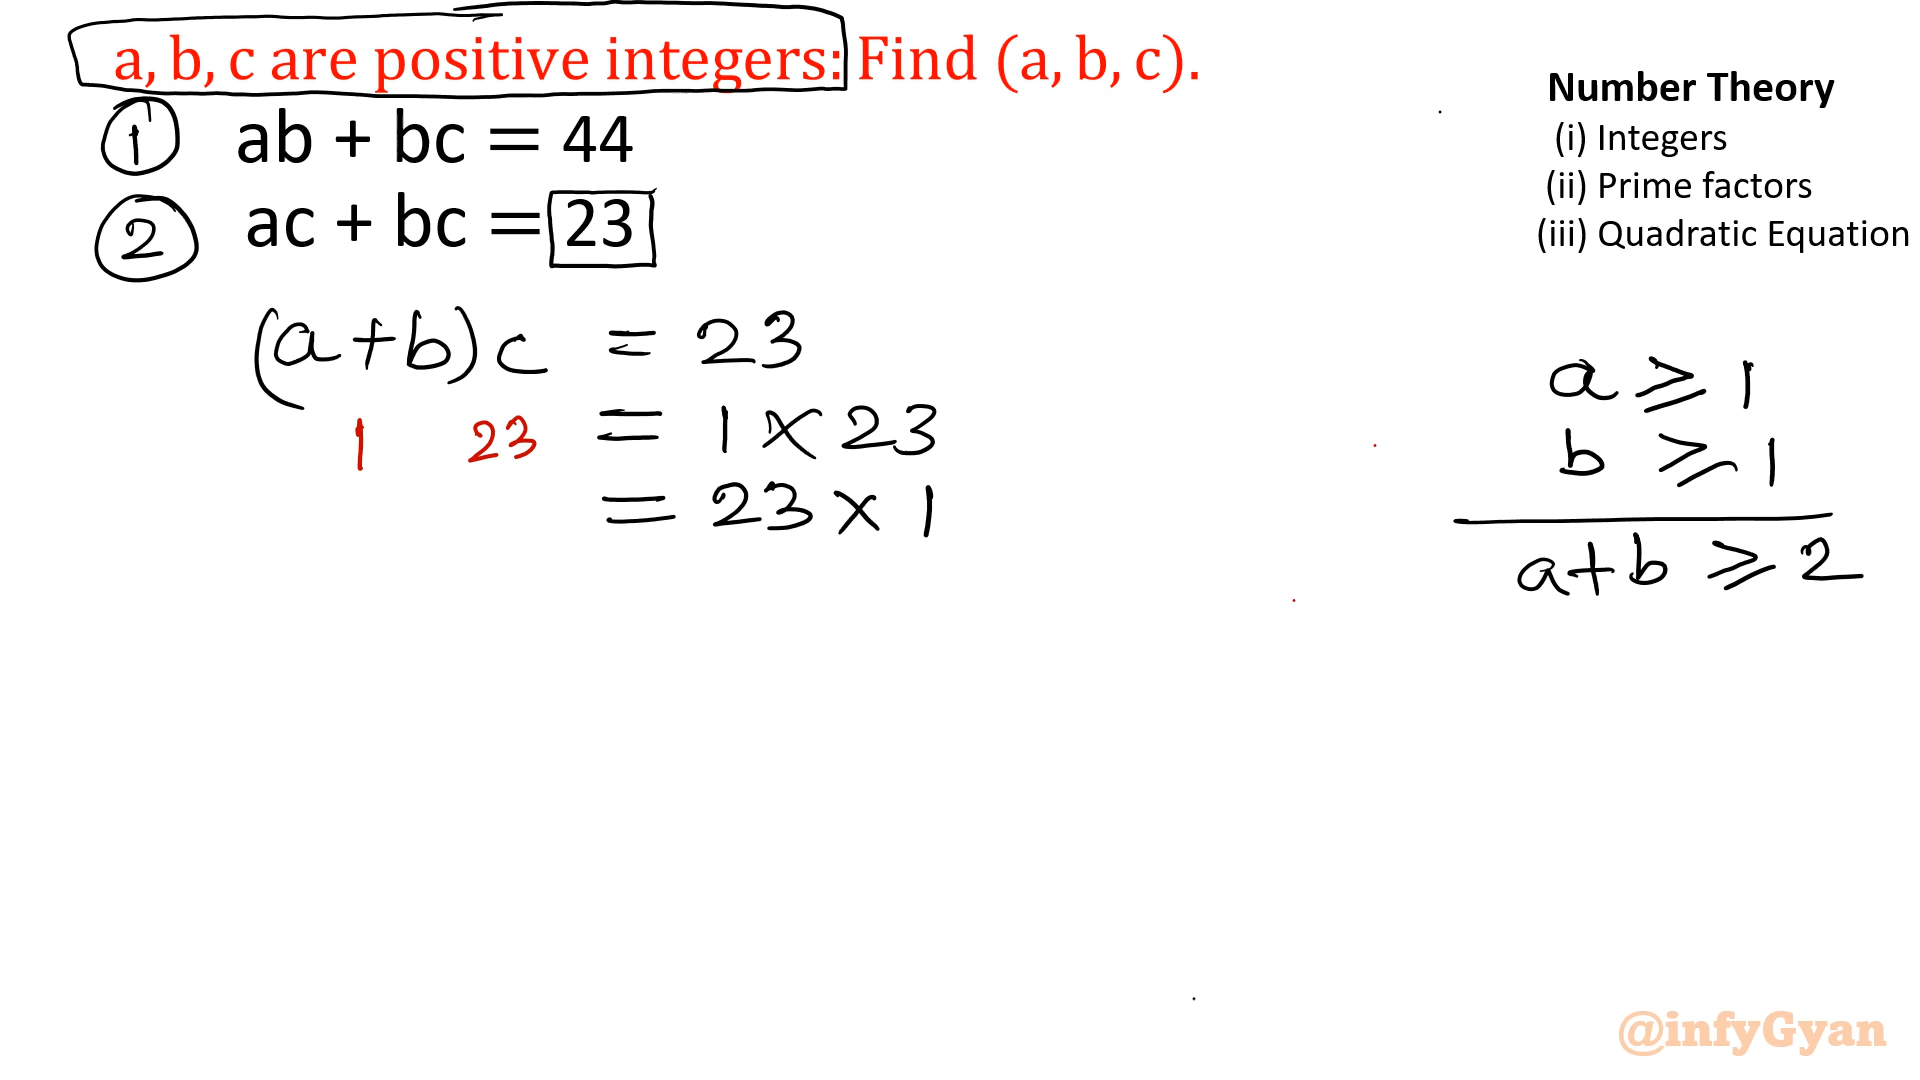 a, b, c are positive integers: Find (a, b, c).
1 ab + bc = 44
2 ac + bc = 23
(a+b) c = 23
1 23 = 1 × 23
= 23 × 1
Number Theory
(i) Integers
(ii) Prime factors
(iii) Quadratic Equation
a ⩾ 1
b ⩾ 1
a+b ⩾ 2
@infyGyan